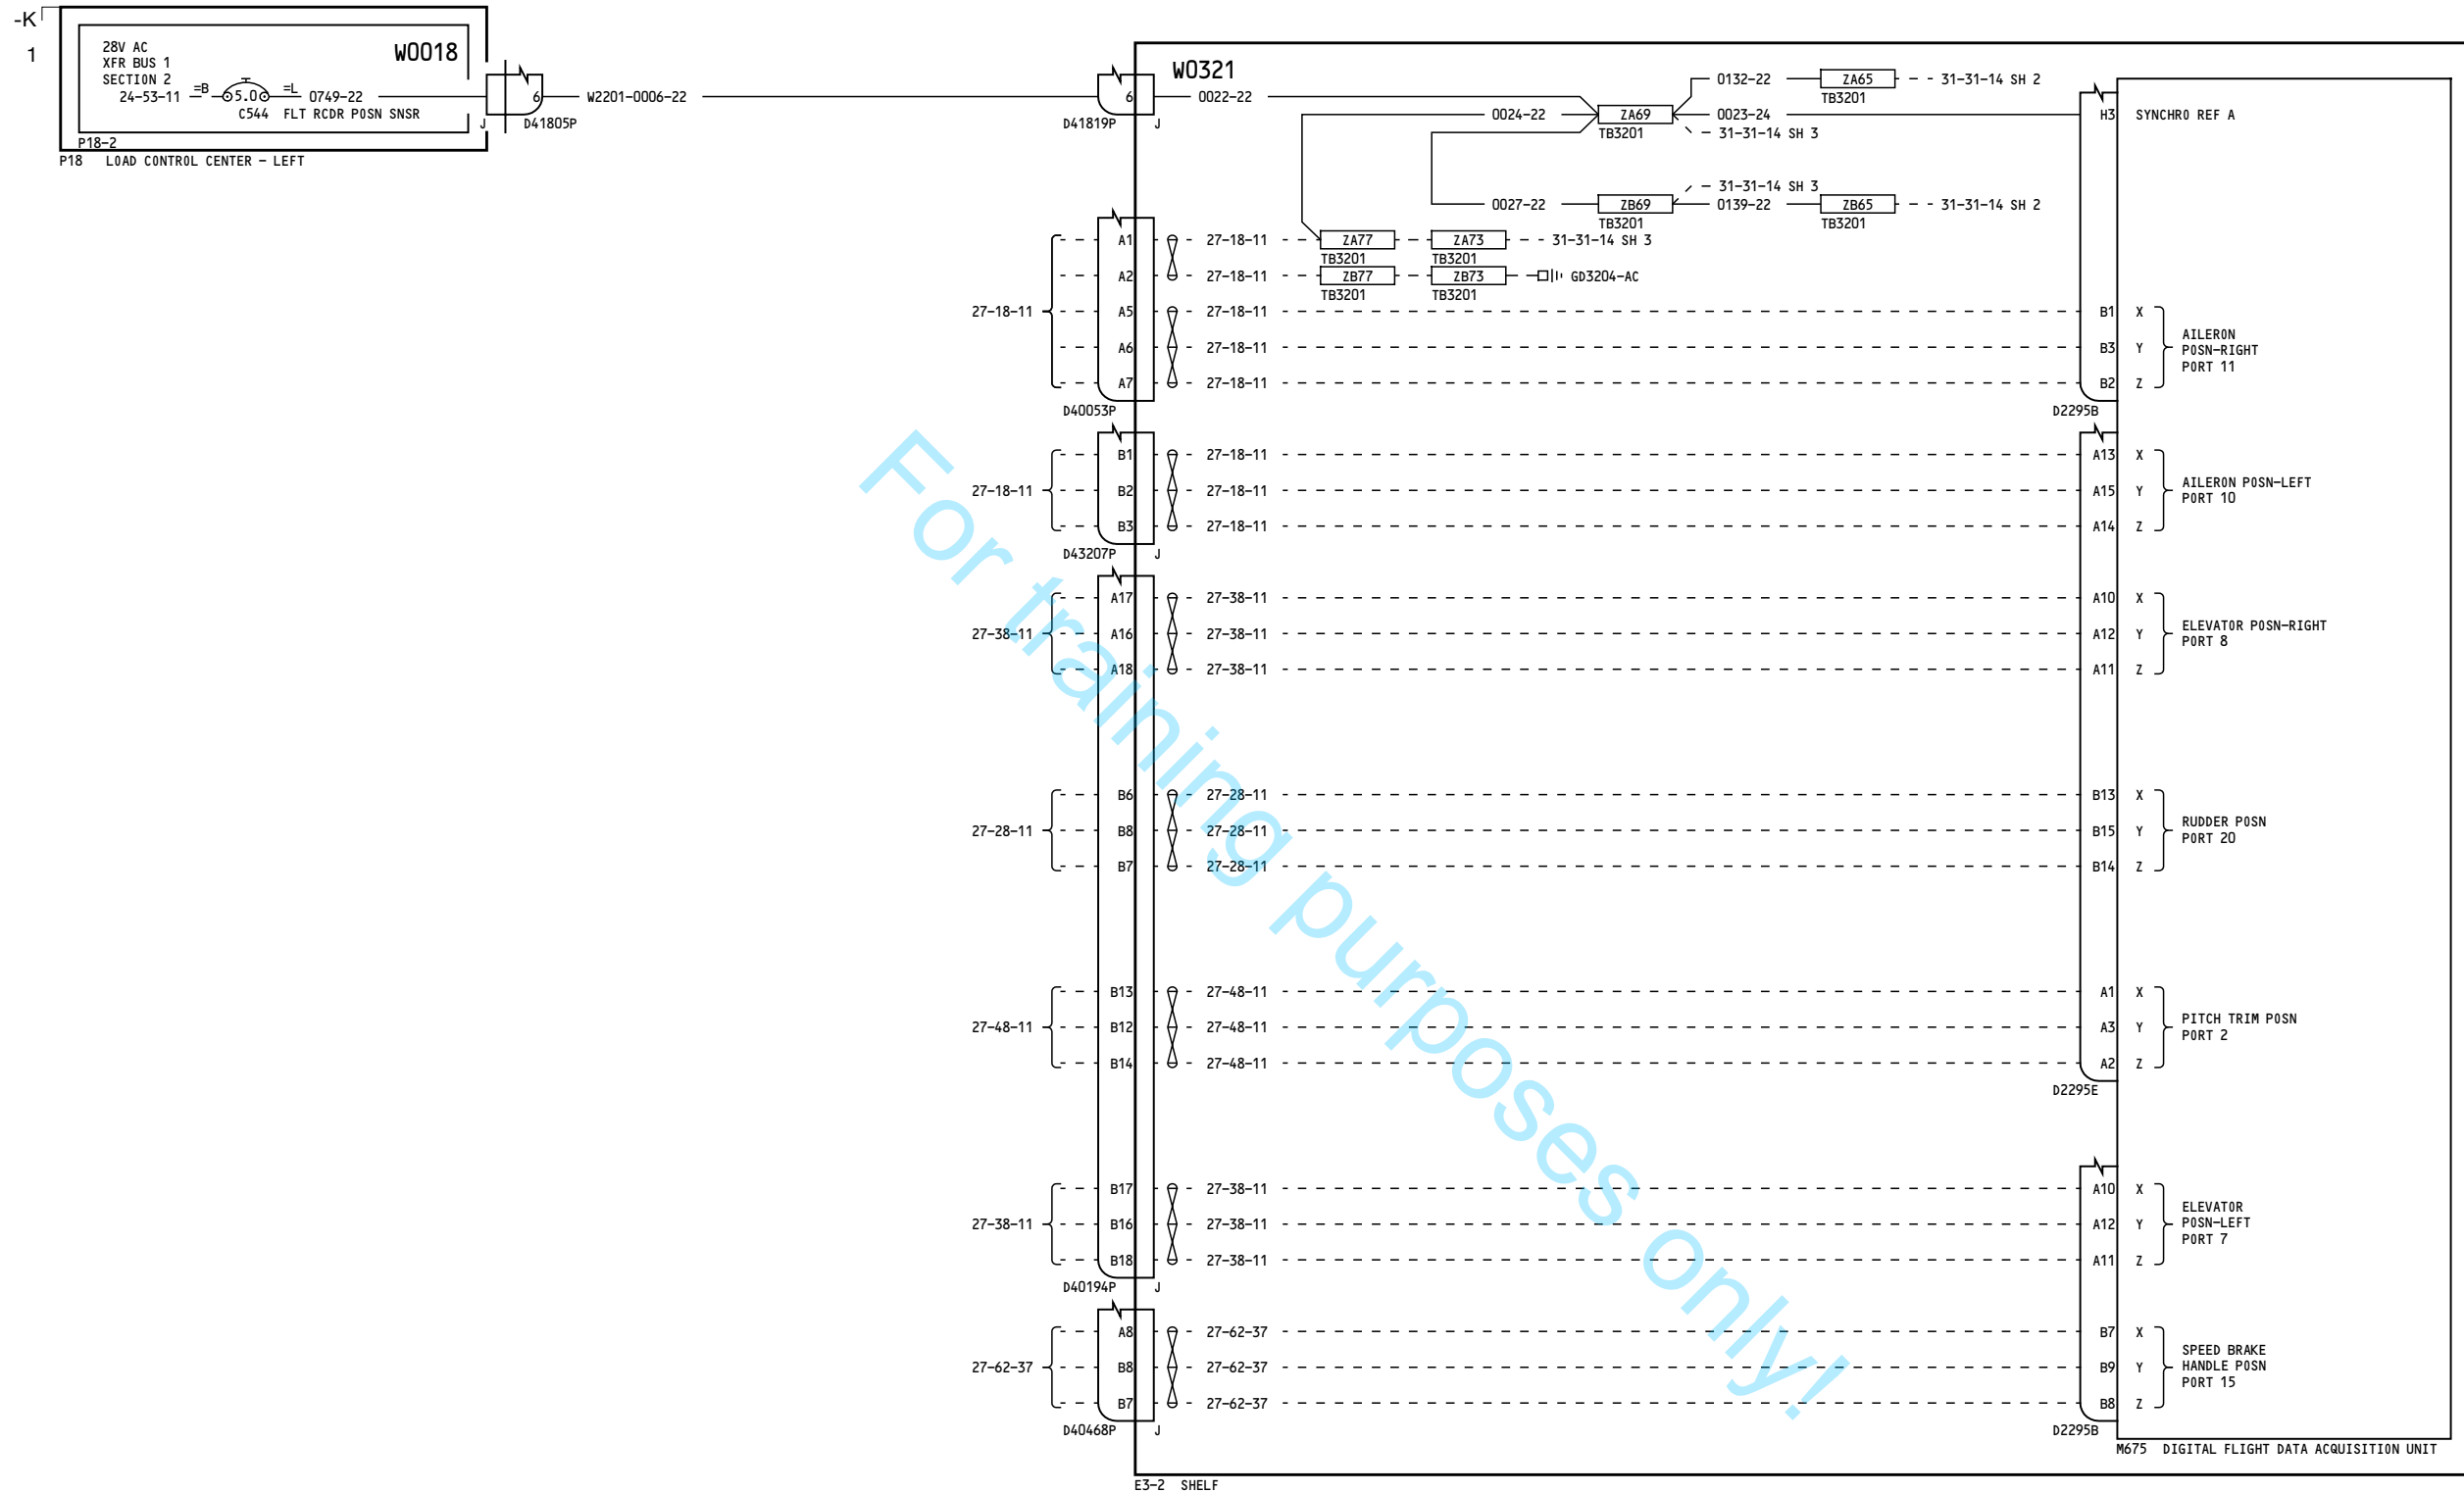 -K
1
28V AC
XFR BUS 1
SECTION 2
24-53-11 =B 5.0 =L 0749-22
C544 FLT RCDR POSN SNSR
W0018
P18-2
P18 LOAD CONTROL CENTER - LEFT
J
6
D41805P
W2201-0006-22
6
D41819P J
W0321
0022-22
0024-22
ZA69
TB3201
0132-22
ZA65
TB3201
31-31-14 SH 2
0023-24
31-31-14 SH 3
H3 SYNCHRO REF A
0027-22
ZB69
TB3201
31-31-14 SH 3
0139-22
ZB65
TB3201
31-31-14 SH 2
27-18-11
A1 27-18-11 ZA77 ZA73 31-31-14 SH 3
TB3201 TB3201
A2 27-18-11 ZB77 ZB73 GD3204-AC
TB3201 TB3201
A5 27-18-11 B1 X
A6 27-18-11 B3 Y
A7 27-18-11 B2 Z
AILERON
POSN-RIGHT
PORT 11
D40053P
D2295B
27-18-11
B1 27-18-11 A13 X
B2 27-18-11 A15 Y
B3 27-18-11 A14 Z
AILERON POSN-LEFT
PORT 10
D43207P J
27-38-11
A17 27-38-11 A10 X
A16 27-38-11 A12 Y
A18 27-38-11 A11 Z
ELEVATOR POSN-RIGHT
PORT 8
27-28-11
B6 27-28-11 B13 X
B8 27-28-11 B15 Y
B7 27-28-11 B14 Z
RUDDER POSN
PORT 20
27-48-11
B13 27-48-11 A1 X
B12 27-48-11 A3 Y
B14 27-48-11 A2 Z
PITCH TRIM POSN
PORT 2
D2295E
27-38-11
B17 27-38-11 A10 X
B16 27-38-11 A12 Y
B18 27-38-11 A11 Z
ELEVATOR
POSN-LEFT
PORT 7
D40194P J
27-62-37
A8 27-62-37 B7 X
B8 27-62-37 B9 Y
B7 27-62-37 B8 Z
SPEED BRAKE
HANDLE POSN
PORT 15
D40468P J
D2295B
M675 DIGITAL FLIGHT DATA ACQUISITION UNIT
E3-2 SHELF
For training purposes only!